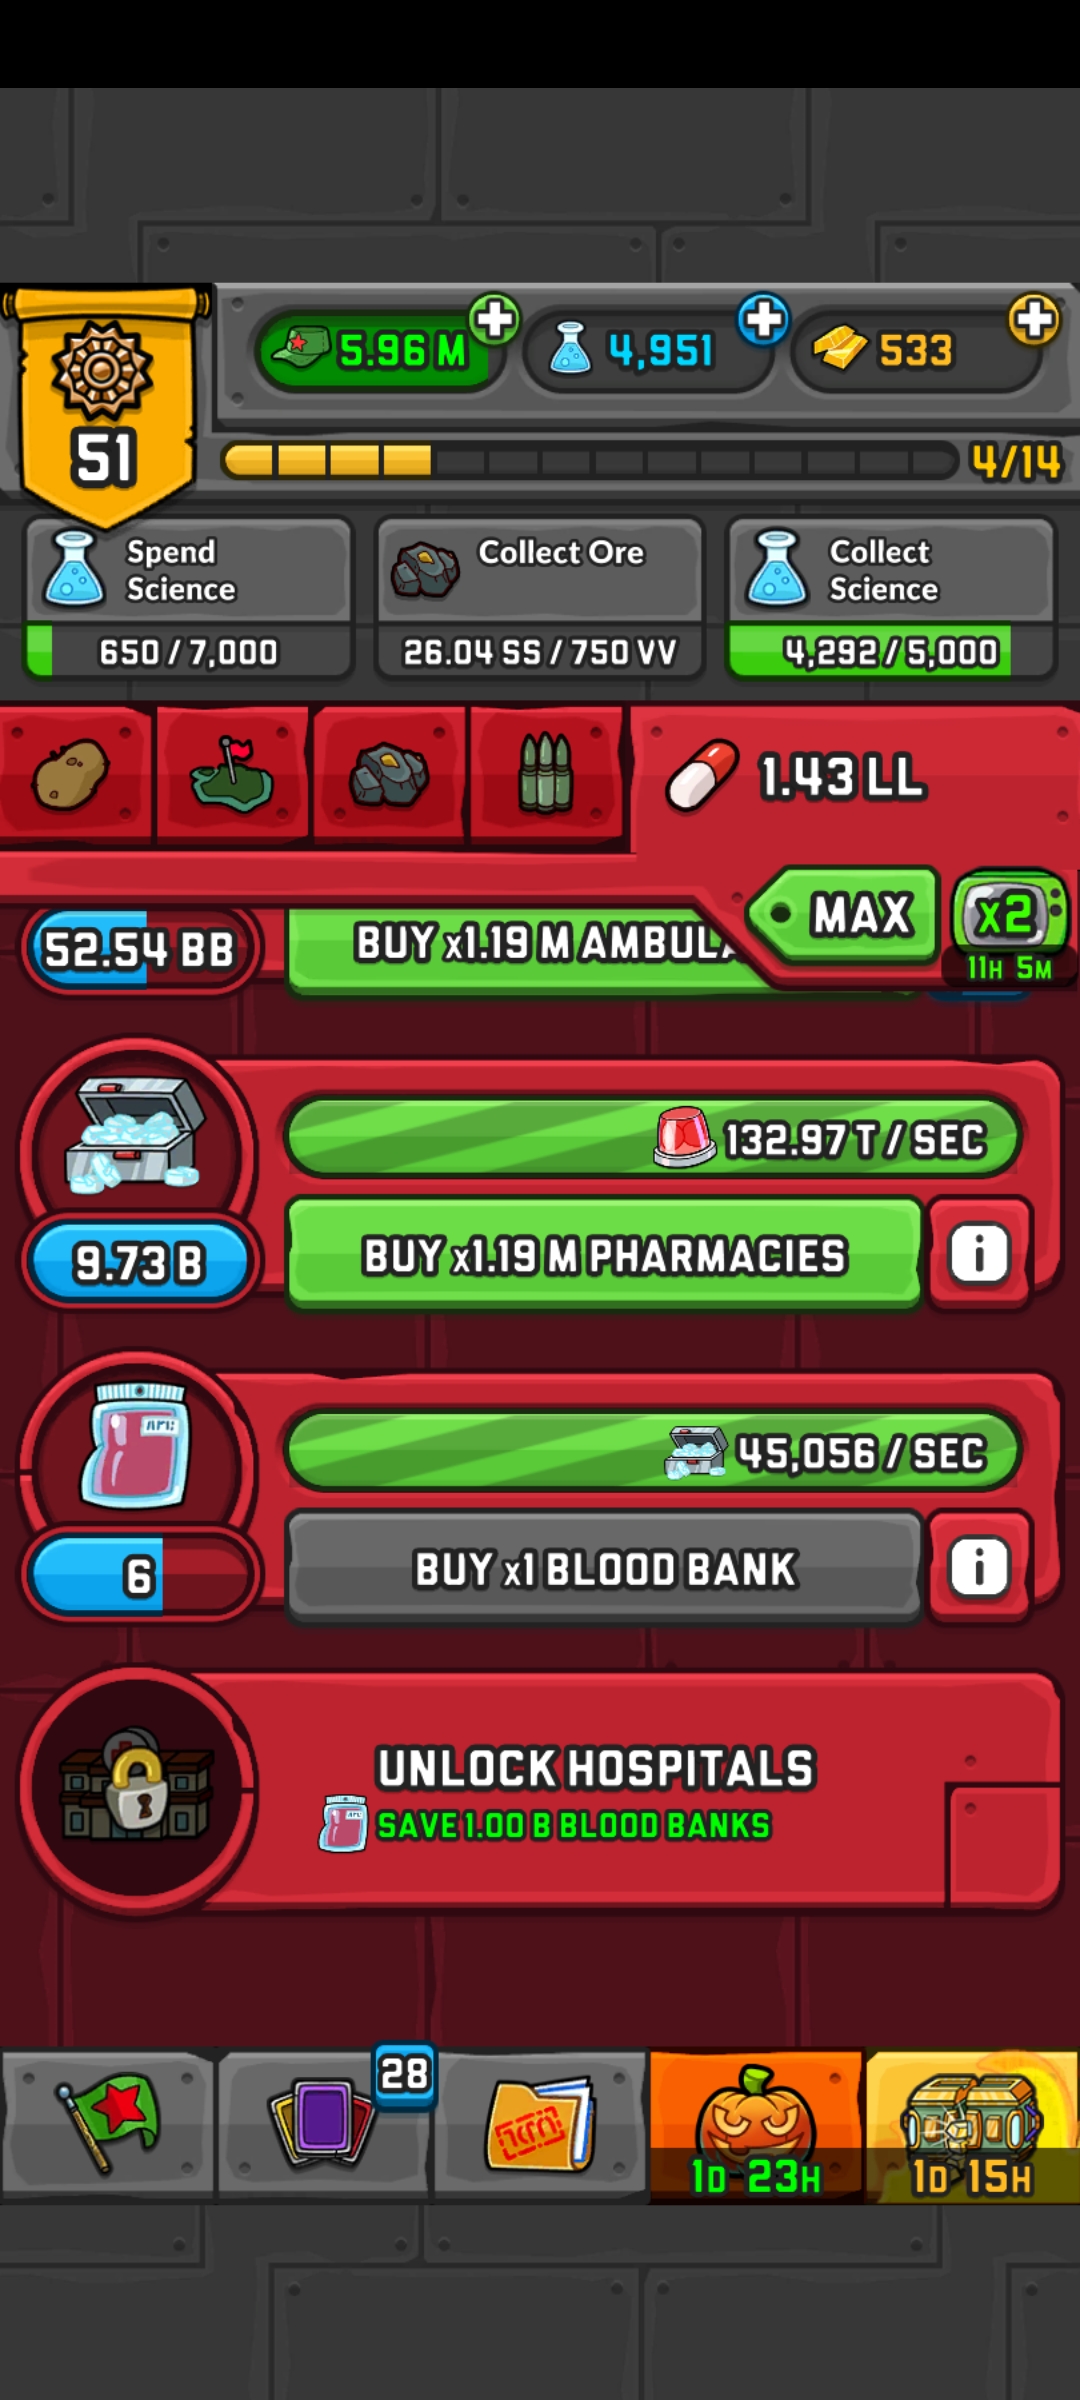 51
5.96 M
4,951
533
4/14
Spend
Science
650 / 7,000
Collect Ore
26.04 SS / 750 VV
Collect
Science
4,292 / 5,000
1.43 LL
MAX
x2
11H 5M
52.54 BB
BUY x1.19 M AMBUL
132.97 T / SEC
9.73 B
BUY x1.19 M PHARMACIES
i
45,056 / SEC
6
BUY x1 BLOOD BANK
i
UNLOCK HOSPITALS
SAVE 1.00 B BLOOD BANKS
28
1D 23H
1D 15H